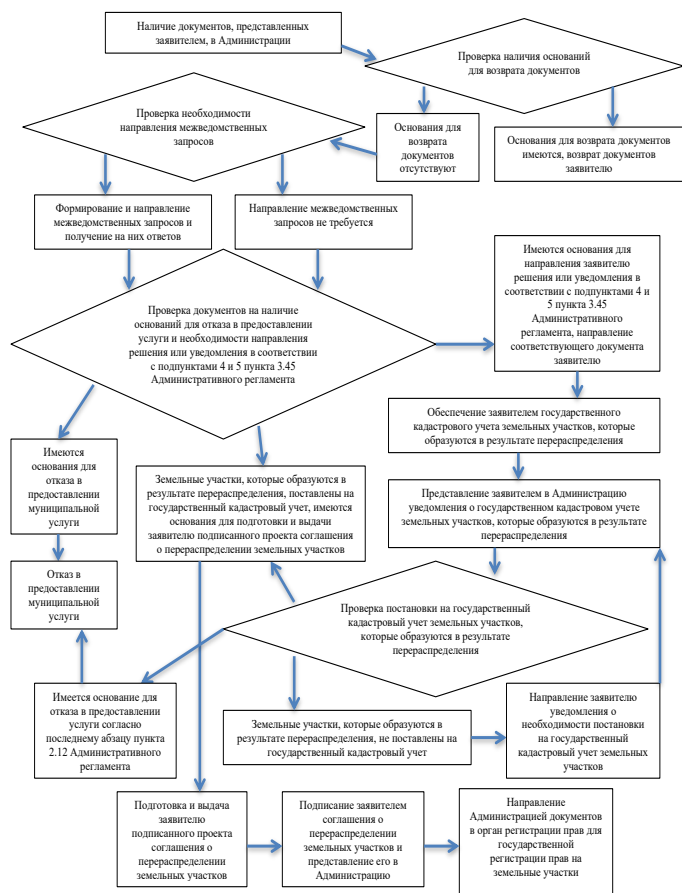 Наличие документов, представленных
заявителем, в Администрации
Проверка наличия оснований
для возврата документов
Проверка необходимости
направления межведомственных
запросов
Основания для
возврата
документов
отсутствуют
Основания для возврата документов
имеются, возврат документов
заявителю
Формирование и направление
межведомственных запросов и
получение на них ответов
Направление межведомственных
запросов не требуется
Имеются основания для
направления заявителю
решения или уведомления в
соответствии с подпунктами 4 и
5 пункта 3.45
Административного
регламента, направление
соответствующего документа
заявителю
Проверка документов на наличие
оснований для отказа в предоставлении
услуги и необходимости направления
решения или уведомления в соответствии
с подпунктами 4 и 5 пункта 3.45
Административного регламента
Обеспечение заявителем государственного
кадастрового учета земельных участков, которые
образуются в результате перераспределения
Имеются
основания для
отказа в
предоставлении
муниципальной
услуги
Земельные участки, которые образуются в
результате перераспределения, поставлены на
государственный кадастровый учет, имеются
основания для подготовки и выдачи
заявителю подписанного проекта соглашения
о перераспределении земельных участков
Представление заявителем в Администрацию
уведомления о государственном кадастровом учете
земельных участков, которые образуются в результате
перераспределения
Отказ в
предоставлении
муниципальной
услуги
Проверка постановки на государственный
кадастровый учет земельных участков,
которые образуются в результате
перераспределения
Имеется основание для
отказа в предоставлении
услуги согласно
последнему абзацу пункта
2.12 Административного
регламента
Земельные участки, которые образуются в
результате перераспределения, не поставлены на
государственный кадастровый учет
Направление заявителю
уведомления о
необходимости постановки
на государственный
кадастровый учет земельных
участков
Подготовка и выдача
заявителю
подписанного проекта
соглашения о
перераспределении
земельных участков
Подписание заявителем
соглашения о
перераспределении
земельных участков и
представление его в
Администрацию
Направление
Администрацией документов
в орган регистрации прав для
государственной
регистрации прав на
земельные участки